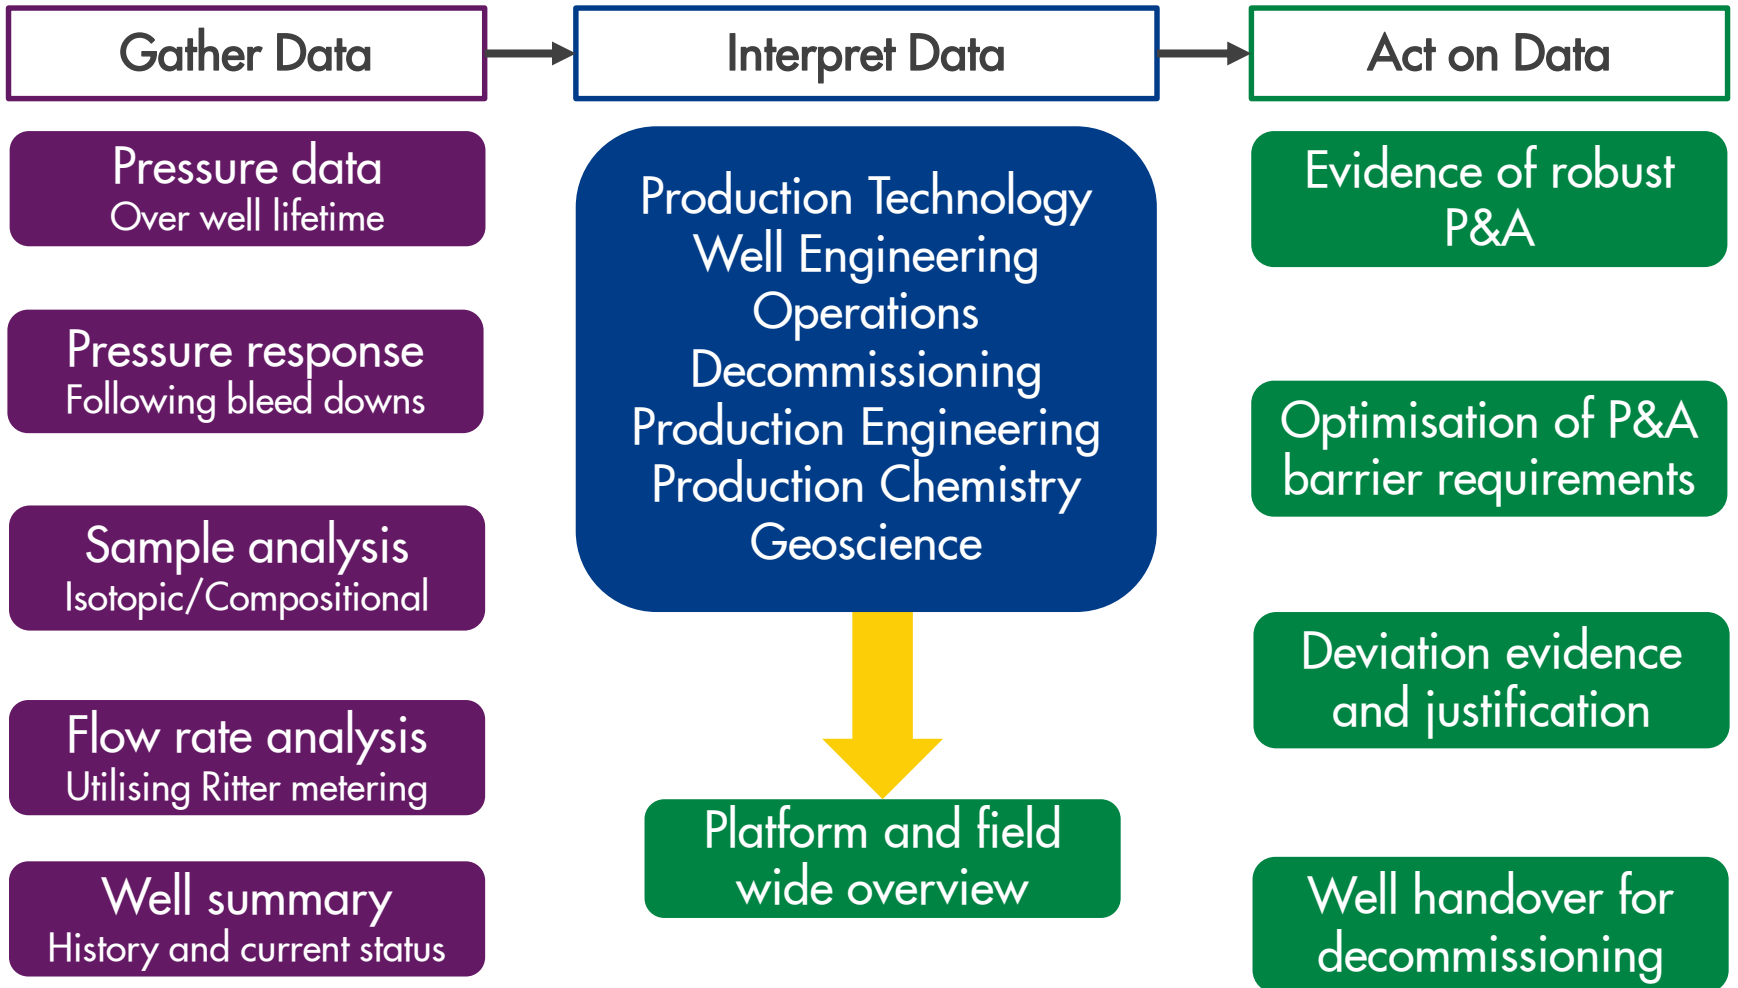 Gather Data
Interpret Data
Act on Data
Pressure data
Over well lifetime
Pressure response
Following bleed downs
Sample analysis
Isotopic/Compositional
Flow rate analysis
Utilising Ritter metering
Well summary
History and current status
Production Technology
Well Engineering
Operations
Decommissioning
Production Engineering
Production Chemistry
Geoscience
Platform and field
wide overview
Evidence of robust
P&A
Optimisation of P&A
barrier requirements
Deviation evidence
and justification
Well handover for
decommissioning